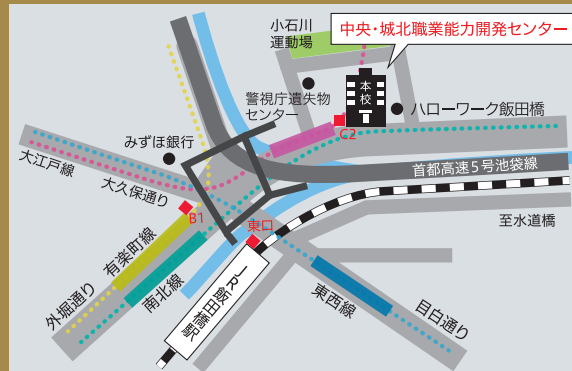 小石川
運動場
中央・城北職業能力開発センター
警視庁遺失物
センター
本校
ハローワーク飯田橋
C2
みずほ銀行
大江戸線
大久保通り
首都高速5号池袋線
B1
東口
至水道橋
有楽町線
外堀通り
南北線
JR飯田橋駅
東西線
目白通り